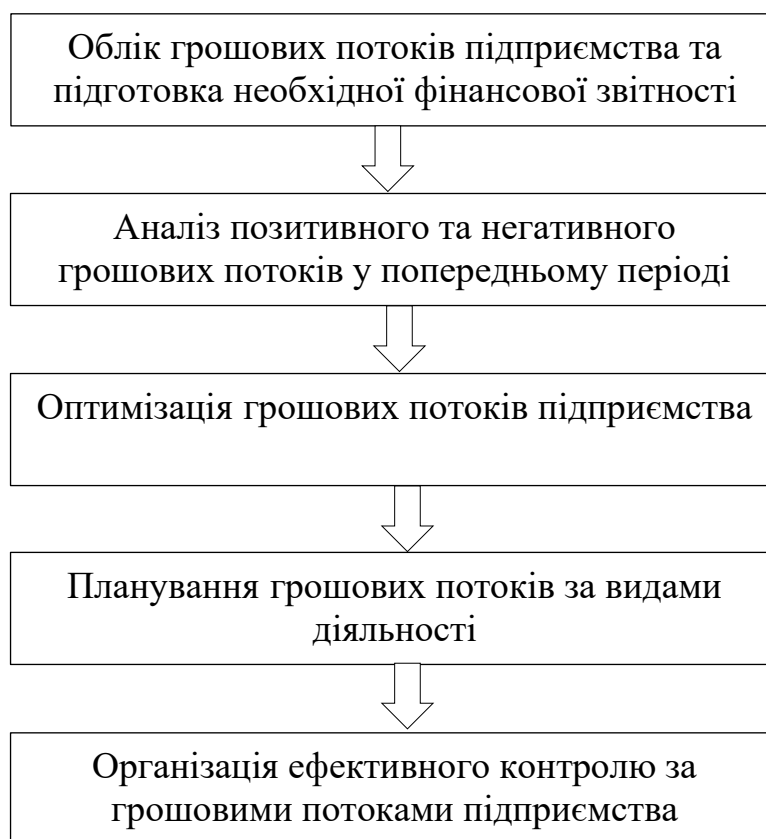 Облік грошових потоків підприємства та
підготовка необхідної фінансової звітності
Аналіз позитивного та негативного
грошових потоків у попередньому періоді
Оптимізація грошових потоків підприємства
Планування грошових потоків за видами
діяльності
Організація ефективного контролю за
грошовими потоками підприємства